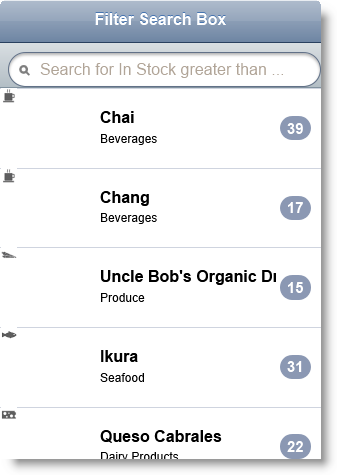 Filter Search Box
Search for In Stock greater than ...
Chai
Beverages
39
Chang
Beverages
17
Uncle Bob's Organic Dr
Produce
15
Ikura
Seafood
31
Queso Cabrales
Dairy Products
22